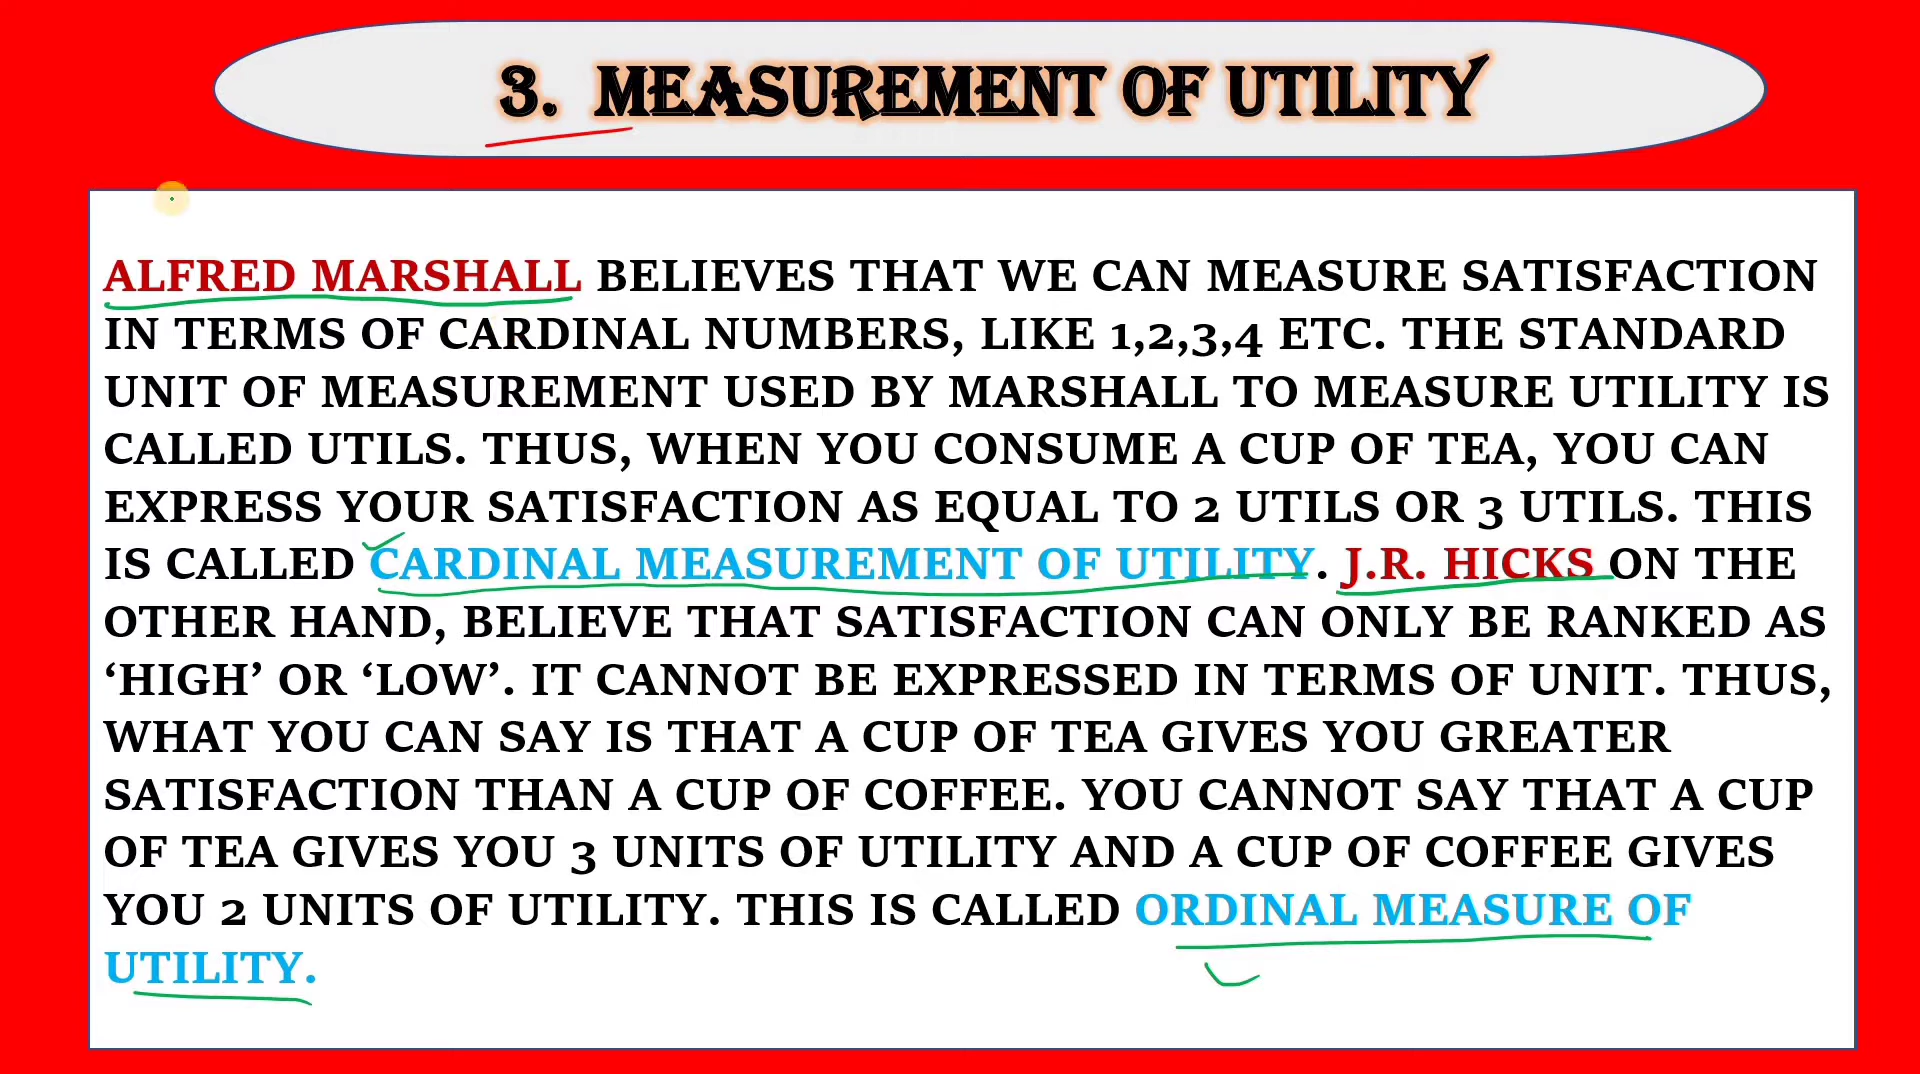 3. MEASUREMENT OF UTILITY
ALFRED MARSHALL BELIEVES THAT WE CAN MEASURE SATISFACTION
IN TERMS OF CARDINAL NUMBERS, LIKE 1,2,3,4 ETC. THE STANDARD
UNIT OF MEASUREMENT USED BY MARSHALL TO MEASURE UTILITY IS
CALLED UTILS. THUS, WHEN YOU CONSUME A CUP OF TEA, YOU CAN
EXPRESS YOUR SATISFACTION AS EQUAL TO 2 UTILS OR 3 UTILS. THIS
IS CALLED CARDINAL MEASUREMENT OF UTILITY. J.R. HICKS ON THE
OTHER HAND, BELIEVE THAT SATISFACTION CAN ONLY BE RANKED AS
‘HIGH’ OR ‘LOW’. IT CANNOT BE EXPRESSED IN TERMS OF UNIT. THUS,
WHAT YOU CAN SAY IS THAT A CUP OF TEA GIVES YOU GREATER
SATISFACTION THAN A CUP OF COFFEE. YOU CANNOT SAY THAT A CUP
OF TEA GIVES YOU 3 UNITS OF UTILITY AND A CUP OF COFFEE GIVES
YOU 2 UNITS OF UTILITY. THIS IS CALLED ORDINAL MEASURE OF
UTILITY.